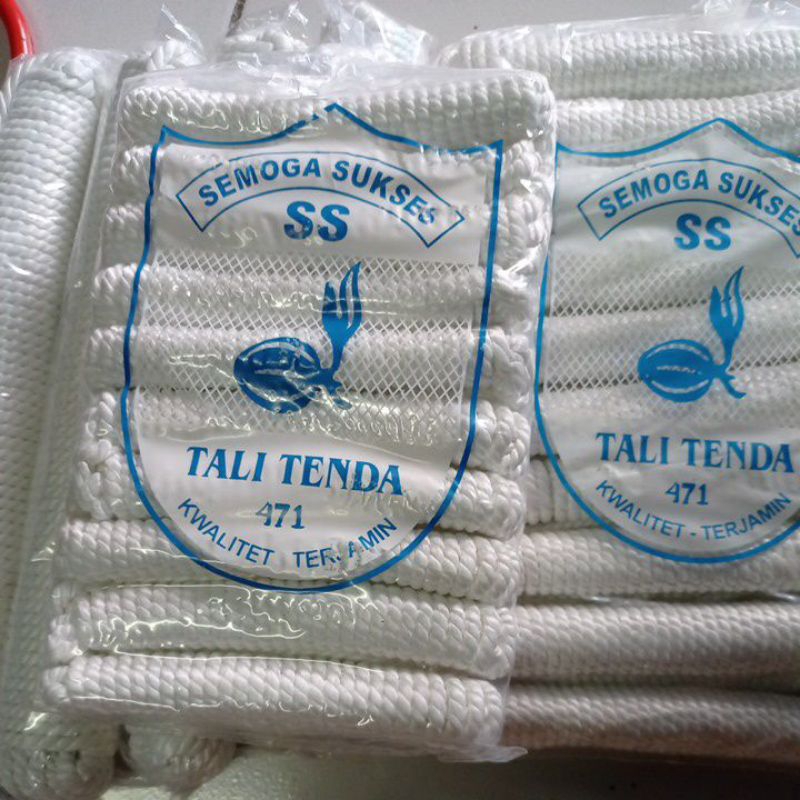 SEMOGA SUKSES
SS
TALI TENDA
471
KWALITET - TERJAMIN
SEMOGA SUKSES
SS
TALI TENDA
471
KWALITET - TERJAMIN